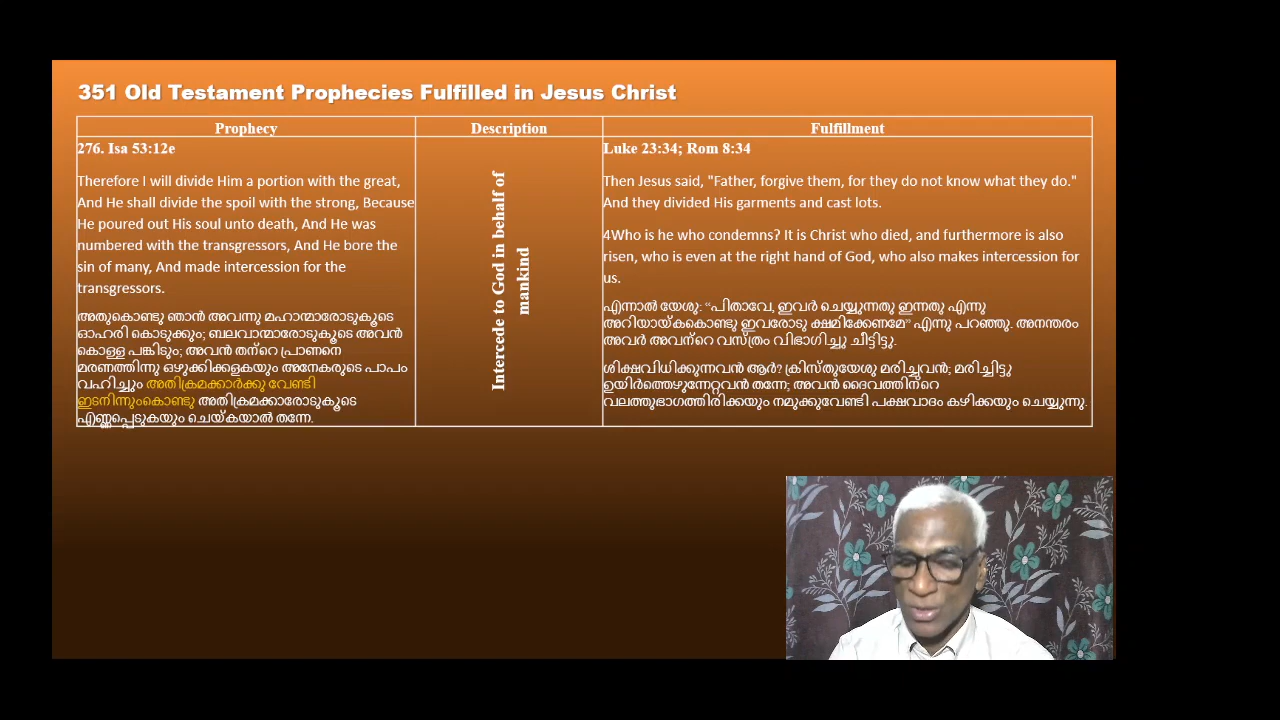 351 Old Testament Prophecies Fulfilled in Jesus Christ
Prophecy
Description
Fulfillment
276. Isa 53:12e
Therefore I will divide Him a portion with the great,
And He shall divide the spoil with the strong, Because
He poured out His soul unto death, And He was
numbered with the transgressors, And He bore the
sin of many, And made intercession for the
transgressors.
അതുകൊണ്ടു ഞാൻ അവന്നു മഹാന്മാരോടുകൂടെ
ഓഹരി കൊടുക്കും; ബലവാന്മാരോടുകൂടെ അവൻ
കൊള്ള പങ്കിടും; അവൻ തന്റെ പ്രാണനെ
മരണത്തിന്നു ഒഴുക്കിക്കളകയും അനേകരുടെ പാപം
വഹിച്ചും അതിക്രമക്കാർക്കു വേണ്ടി
ഇടനിന്നുംകൊണ്ടു അതിക്രമക്കാരോടുകൂടെ
എണ്ണപ്പെടുകയും ചെയ്കയാൽ തന്നേ.
Intercede to God in behalf of
mankind
Luke 23:34; Rom 8:34
Then Jesus said, "Father, forgive them, for they do not know what they do."
And they divided His garments and cast lots.
4Who is he who condemns? It is Christ who died, and furthermore is also
risen, who is even at the right hand of God, who also makes intercession for
us.
എന്നാൽ യേശു: “പിതാവേ, ഇവർ ചെയ്യുന്നതു ഇന്നതു എന്നു
അറിയായ്കകൊണ്ടു ഇവരോടു ക്ഷമിക്കേണമേ” എന്നു പറഞ്ഞു. അനന്തരം
അവർ അവന്റെ വസ്ത്രം വിഭാഗിച്ചു ചീട്ടിട്ടു.
ശിക്ഷവിധിക്കുന്നവൻ ആർ? ക്രിസ്തുയേശു മരിച്ചവൻ; മരിച്ചിട്ടു
ഉയിർത്തെഴുന്നേറ്റവൻ തന്നേ; അവൻ ദൈവത്തിന്റെ
വലത്തുഭാഗത്തിരിക്കയും നമുക്കുവേണ്ടി പക്ഷവാദം കഴിക്കയും ചെയ്യുന്നു.